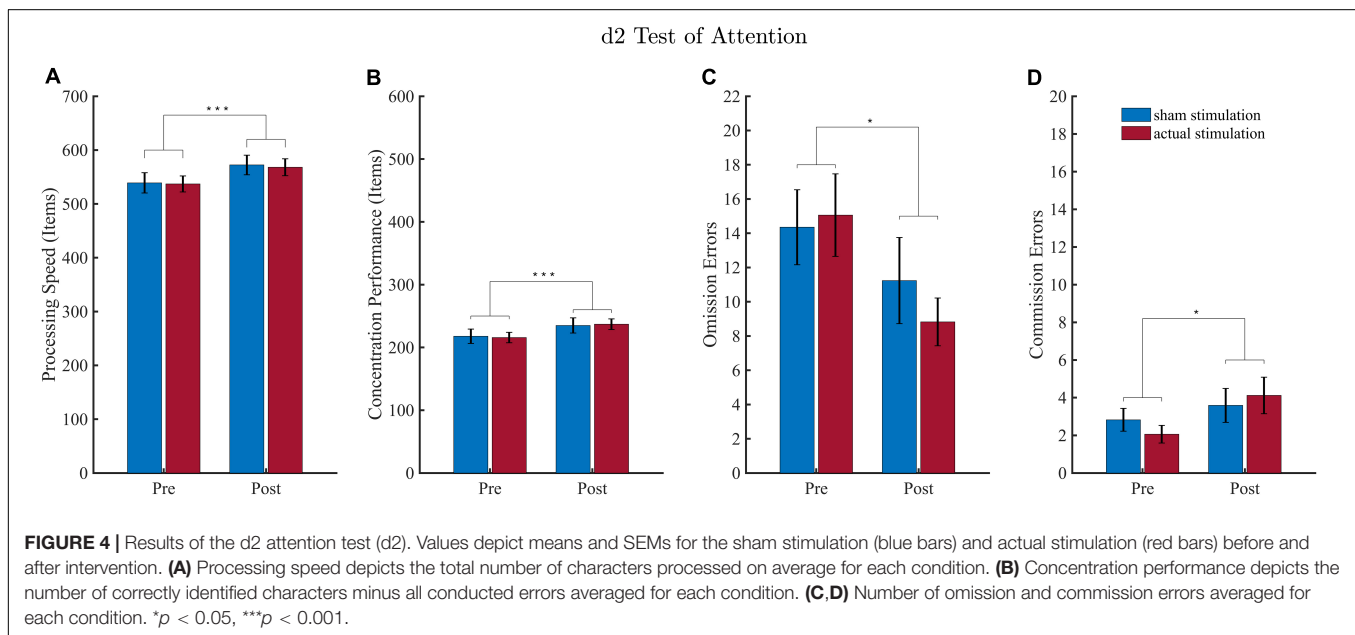 d2 Test of Attention
A
700
600
500
400
300
200
100
0
Processing Speed (Items)
***
Pre Post
B
600
500
400
300
200
100
0
Concentration Performance (Items)
***
Pre Post
C
22
20
18
16
14
12
10
8
6
4
2
0
Omission Errors
*
Pre Post
D
20
18
16
14
12
10
8
6
4
2
0
Commission Errors
sham stimulation
actual stimulation
*
Pre Post
FIGURE 4 | Results of the d2 attention test (d2). Values depict means and SEMs for the sham stimulation (blue bars) and actual stimulation (red bars) before and
after intervention. (A) Processing speed depicts the total number of characters processed on average for each condition. (B) Concentration performance depicts the
number of correctly identified characters minus all conducted errors averaged for each condition. (C,D) Number of omission and commission errors averaged for
each condition. *p < 0.05, ***p < 0.001.